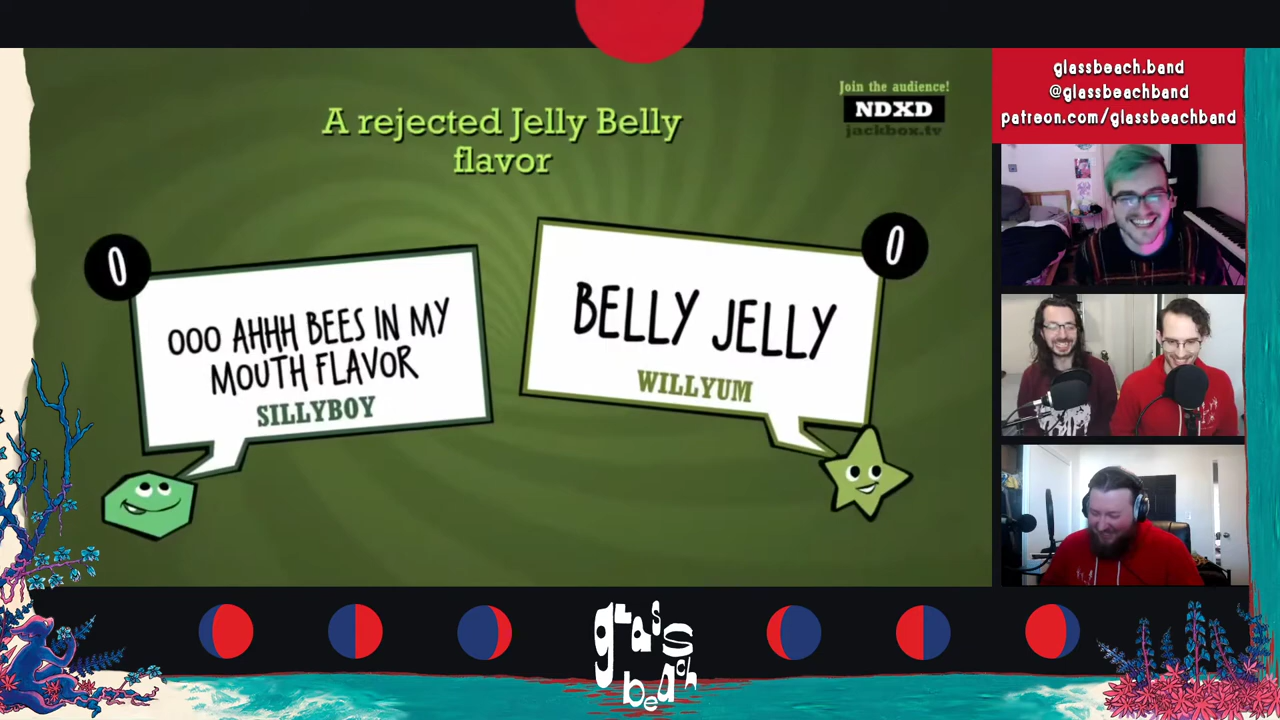 A rejected Jelly Belly
flavor
Join the audience!
NDXD
jackbox.tv
0
OOO AHHH BEES IN MY
MOUTH FLAVOR
SILLYBOY
0
BELLY JELLY
WILLYUM
glassbeach.band
@glassbeachband
patreon.com/glassbeachband
glass
beach